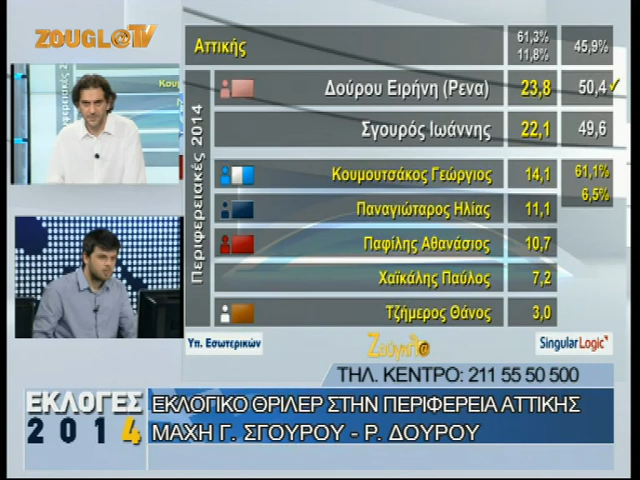 ZOUGL@TV
Αττικής 61,3% 45,9%
11,8%
Περιφερειακές 2014
Δούρου Ειρήνη (Ρενα) 23,8 50,4
Σγουρός Ιωάννης 22,1 49,6
Κουμουτσάκος Γεώργιος 14,1 61,1%
6,5%
Παναγιώταρος Ηλίας 11,1
Παφίλης Αθανάσιος 10,7
Χαϊκάλης Παύλος 7,2
Τζήμερος Θάνος 3,0
Υπ. Εσωτερικών Ζούγκλ@ SingularLogic
ΤΗΛ. ΚΕΝΤΡΟ: 211 55 50 500
ΕΚΛΟΓΕΣ
2014
ΕΚΛΟΓΙΚΟ ΘΡΙΛΕΡ ΣΤΗΝ ΠΕΡΙΦΕΡΕΙΑ ΑΤΤΙΚΗΣ
ΜΑΧΗ Γ. ΣΓΟΥΡΟΥ - Ρ. ΔΟΥΡΟΥ